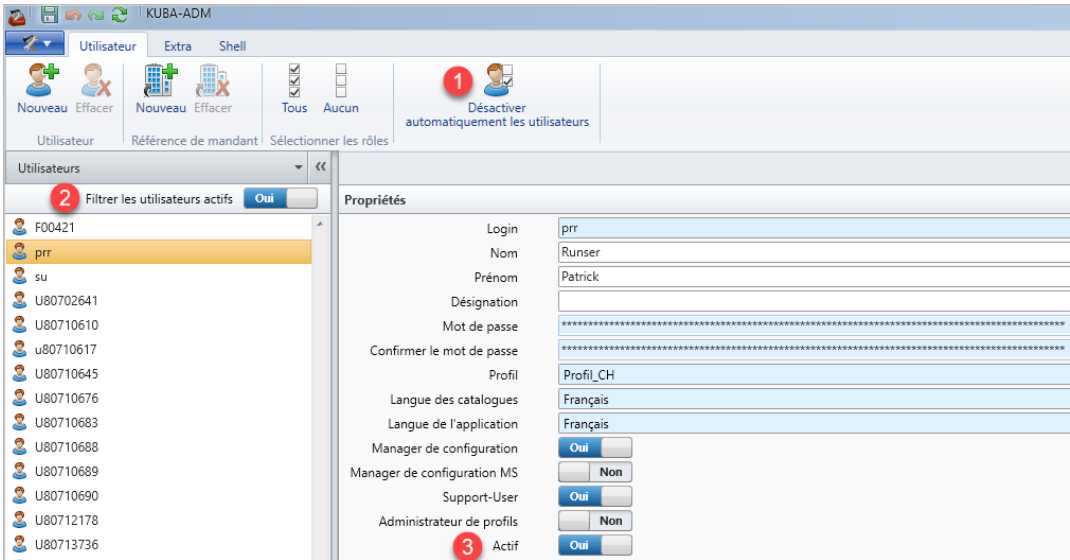 KUBA-ADM
Utilisateur Extra Shell
1
Nouveau Effacer Nouveau Effacer Tous Aucun Désactiver
automatiquement les utilisateurs
Utilisateur Référence de mandant Sélectionner les rôles
Utilisateurs
2 Filtrer les utilisateurs actifs Oui
Propriétés
F00421
prr
su
U80702641
U80710610
u80710617
U80710645
U80710676
U80710683
U80710688
U80710689
U80710690
U80712178
U80713736
Login prr
Nom Runser
Prénom Patrick
Désignation
Mot de passe ************************************************************************************************
Confirmer le mot de passe ************************************************************************************************
Profil Profil_CH
Langue des catalogues Français
Langue de l'application Français
Manager de configuration Oui
Manager de configuration MS Non
Support-User Oui
Administrateur de profils Non
3 Actif Oui